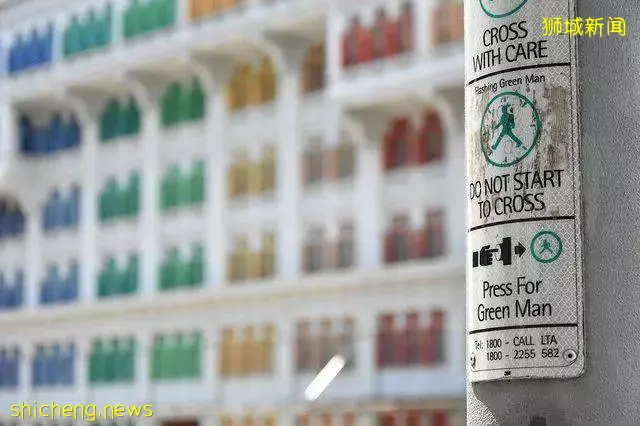 狮城新闻
CROSS
WITH CARE
Flashing Green Man
DO NOT START
TO CROSS
Press For
Green Man
Tel: 1800 - CALL LTA
1800 - 2255 582
shicheng.news